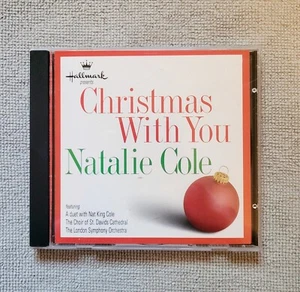 Hallmark
presents
Christmas
With You
Natalie Cole
featuring:
A duet with Nat King Cole
The Choir of St. Davids Cathedral
The London Symphony Orchestra